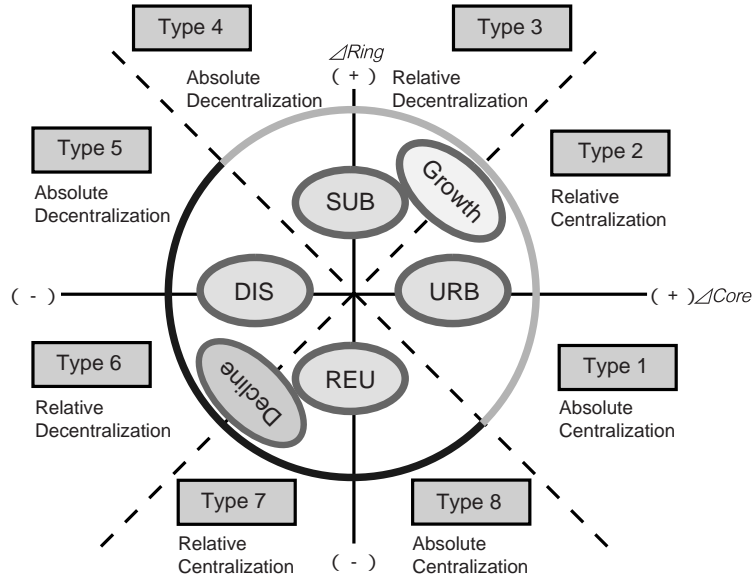 Type 4
Type 3
⊿Ring
( + )
Absolute
Decentralization
Relative
Decentralization
Type 5
Absolute
Decentralization
Type 2
Relative
Centralization
Growth
SUB
DIS
URB
( - )
( + )⊿Core
Type 6
Relative
Decentralization
Decline
REU
Type 1
Absolute
Centralization
Type 7
Relative
Centralization
Type 8
Absolute
Centralization
( - )